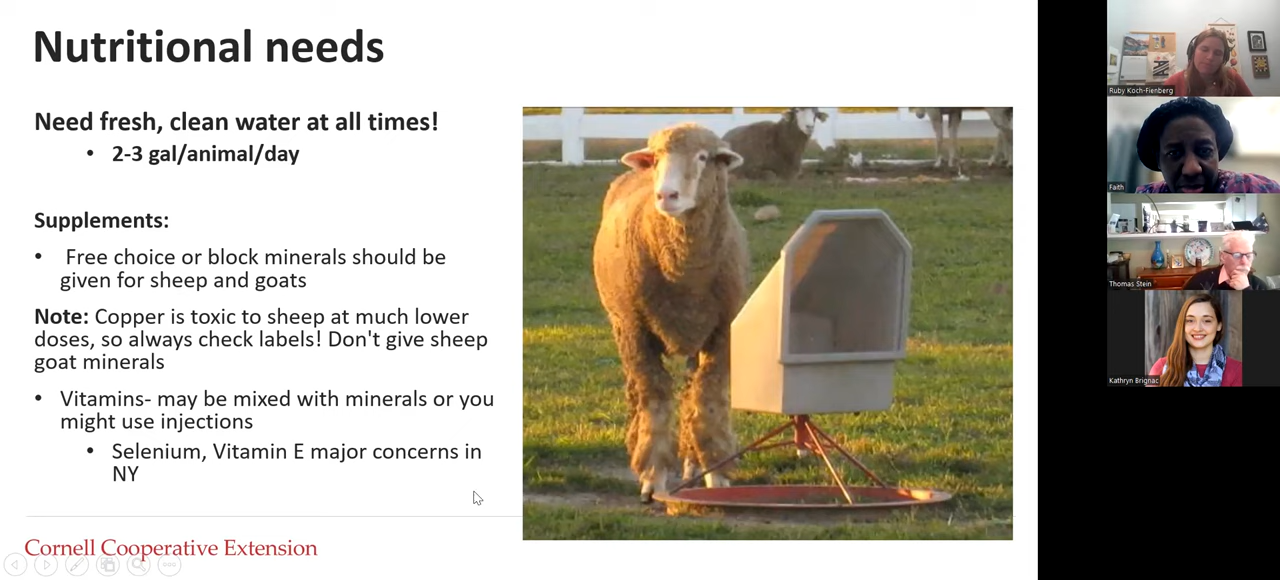 Nutritional needs
Need fresh, clean water at all times!
• 2-3 gal/animal/day
Supplements:
• Free choice or block minerals should be
given for sheep and goats
Note: Copper is toxic to sheep at much lower
doses, so always check labels! Don't give sheep
goat minerals
• Vitamins- may be mixed with minerals or you
might use injections
• Selenium, Vitamin E major concerns in
NY
Cornell Cooperative Extension
Ruby Koch-Fienberg
Faith
Thomas Stein
Kathryn Brignac